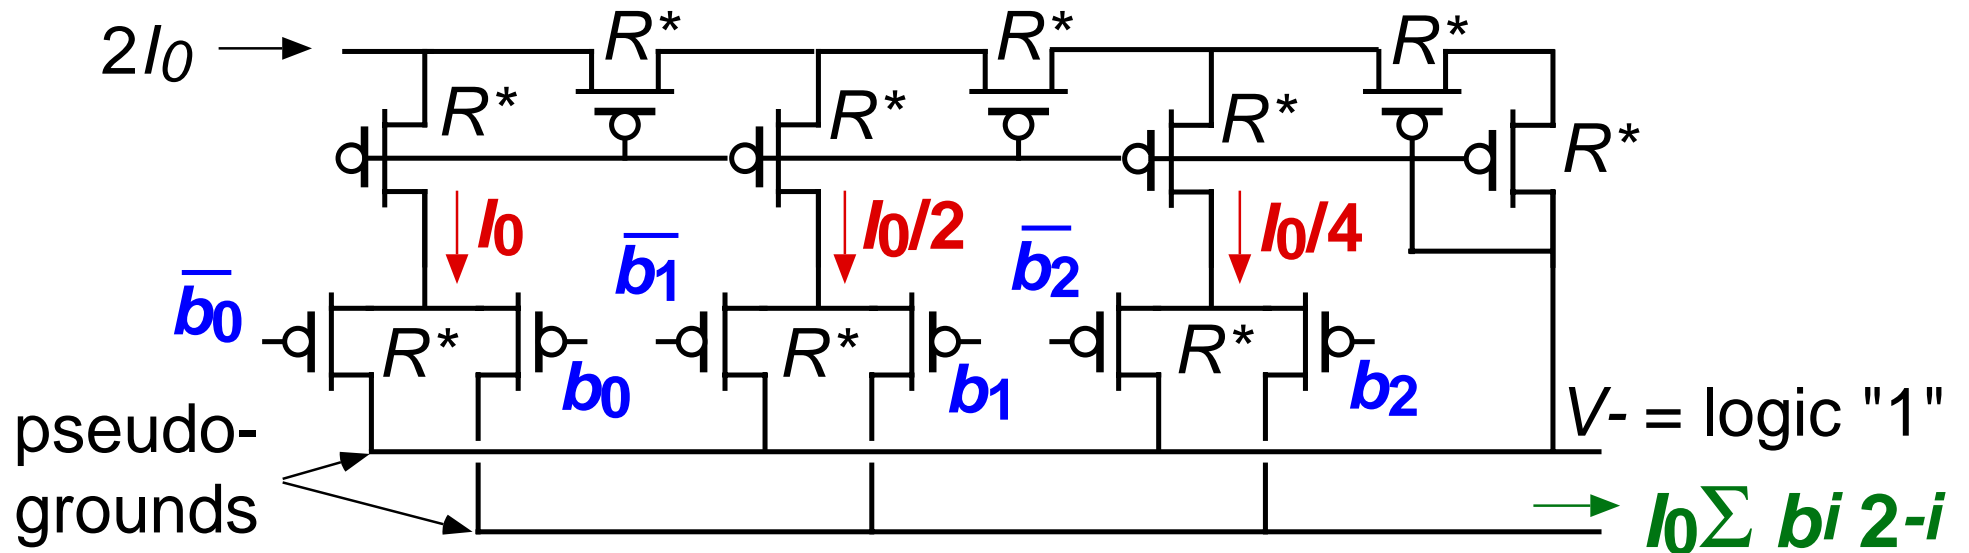 2I₀
R*
R*
R*
R*
R*
R*
R*
I₀
I₀/2
I₀/4
b̅₀
b̅₁
b̅₂
R*
R*
R*
b₀
b₁
b₂
pseudo-
grounds
V- = logic "1"
I₀Σ bi 2-i